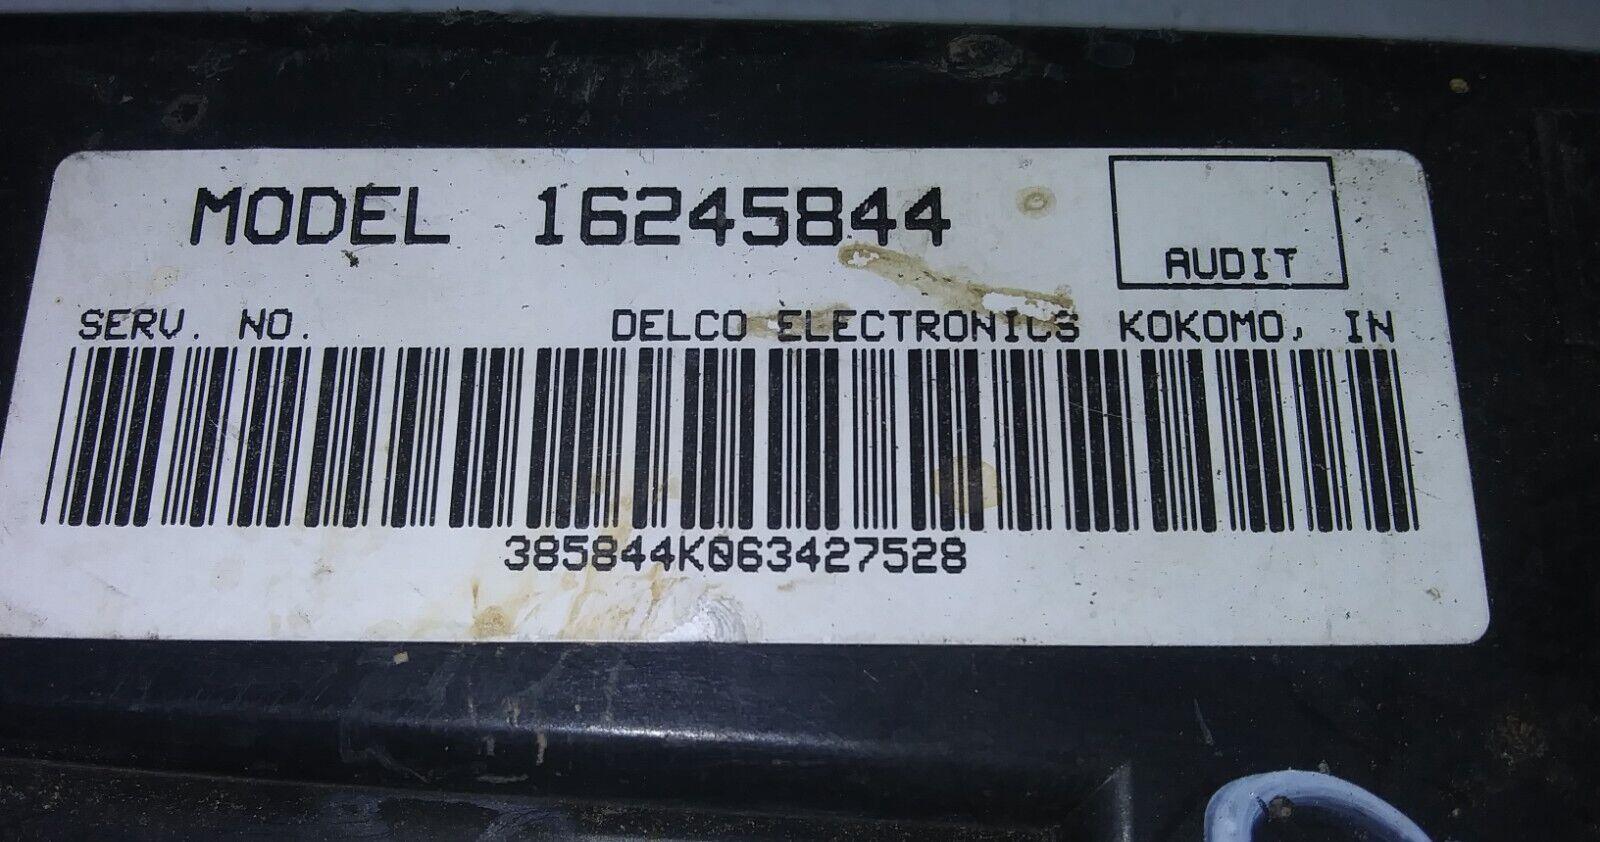 MODEL 16245844
AUDIT
SERV. NO. DELCO ELECTRONICS KOKOMO, IN
385844K063427528